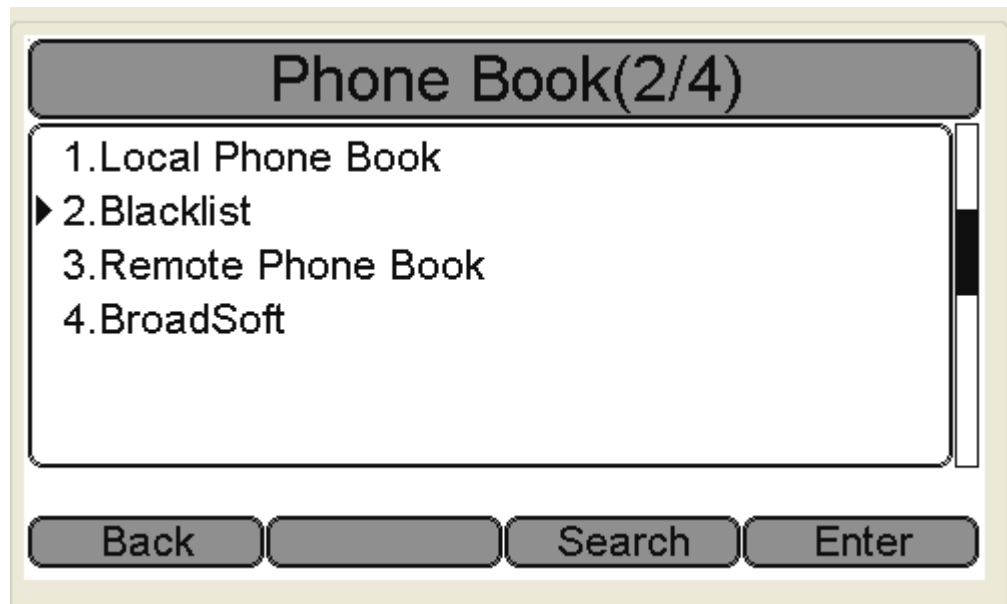 Phone Book(2/4)
1.Local Phone Book
2.Blacklist
3.Remote Phone Book
4.BroadSoft
Back Search Enter